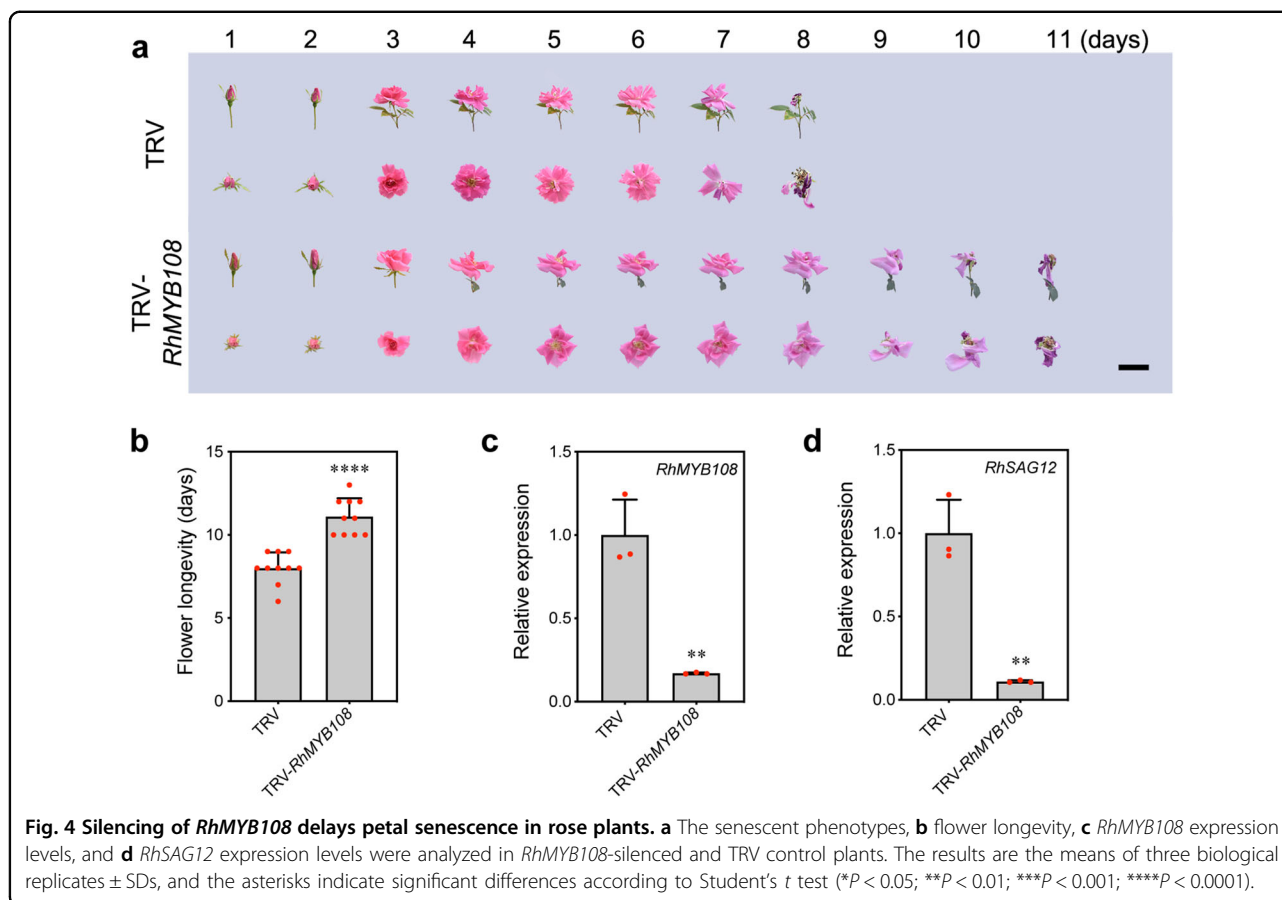 a 1 2 3 4 5 6 7 8 9 10 11 (days)
TRV
TRV-
RhMYB108
b
Flower longevity (days)
15
10
5
0
****
TRV
TRV-RhMYB108
c
Relative expression
1.5
1.0
0.5
0.0
RhMYB108
**
TRV
TRV-RhMYB108
d
Relative expression
1.5
1.0
0.5
0.0
RhSAG12
**
TRV
TRV-RhMYB108
Fig. 4 Silencing of RhMYB108 delays petal senescence in rose plants. a The senescent phenotypes, b flower longevity, c RhMYB108 expression
levels, and d RhSAG12 expression levels were analyzed in RhMYB108-silenced and TRV control plants. The results are the means of three biological
replicates ± SDs, and the asterisks indicate significant differences according to Student's t test (*P < 0.05; **P < 0.01; ***P < 0.001; ****P < 0.0001).